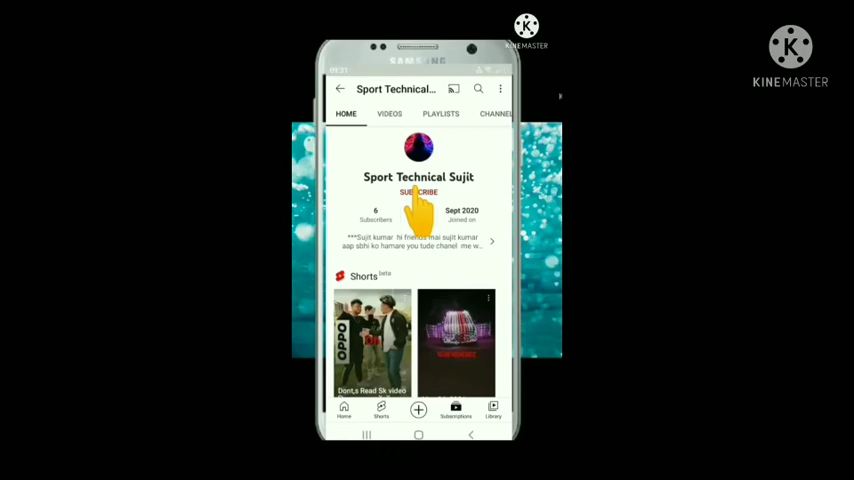 KINEMASTER
KINEMASTER
SAMSUNG
09:31
Sport Technical...
HOME VIDEOS PLAYLISTS CHANNEL
Sport Technical Sujit
SUBSCRIBE
6 Sept 2020
Subscribers Joined on
***Sujit kumar hi friends mai sujit kumar
aap sbhi ko hamare you tude chanel me w...
Shorts beta
OPPO
Dont,s Read Sk video
Home Shorts Subscriptions Library